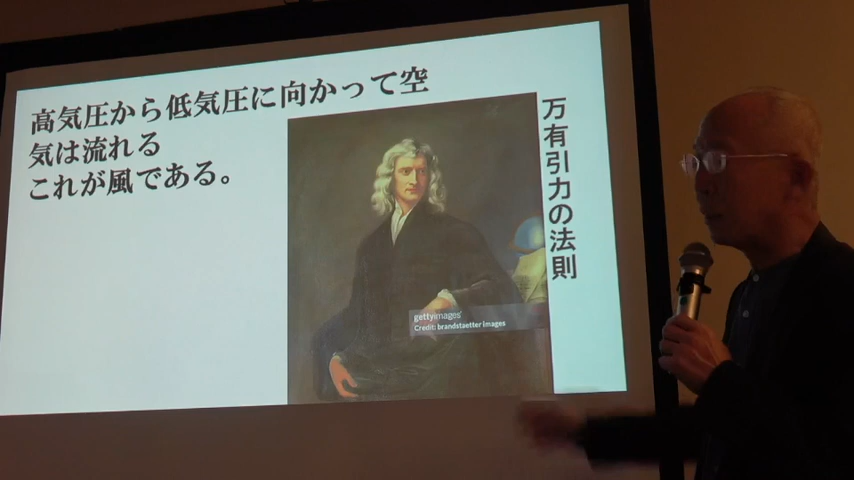 高気圧から低気圧に向かって空
気は流れる
これが風である。
万有引力の法則
gettyimages®
Credit: brandstaetter images